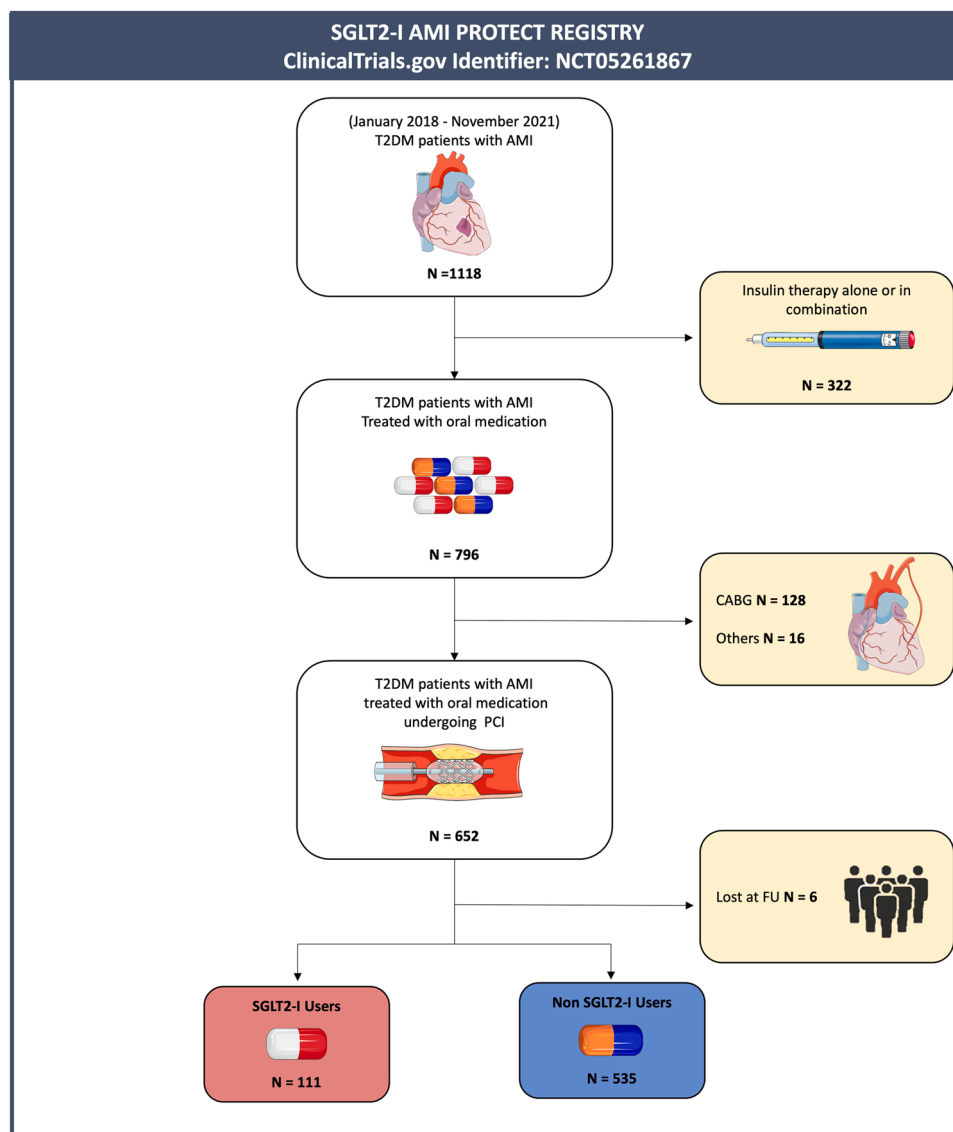 SGLT2-I AMI PROTECT REGISTRY
ClinicalTrials.gov Identifier: NCT05261867
(January 2018 - November 2021)
T2DM patients with AMI
N =1118
Insulin therapy alone or in
combination
N = 322
T2DM patients with AMI
Treated with oral medication
N = 796
CABG N = 128
Others N = 16
T2DM patients with AMI
treated with oral medication
undergoing PCI
N = 652
Lost at FU N = 6
SGLT2-I Users
N = 111
Non SGLT2-I Users
N = 535